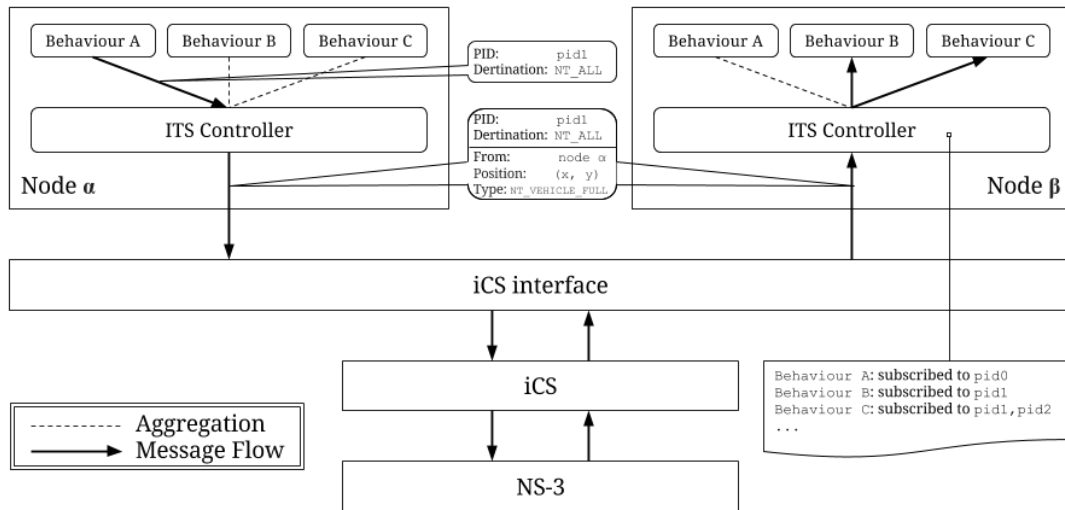 Behaviour A
Behaviour B
Behaviour C
ITS Controller
Node α
PID: pid1
Dertination: NT_ALL
PID: pid1
Destination: NT_ALL
From: node α
Position: (x, y)
Type: NT_VEHICLE_FULL
Behaviour A
Behaviour B
Behaviour C
ITS Controller
Node β
iCS interface
iCS
NS-3
Aggregation
Message Flow
Behaviour A: subscribed to pid0
Behaviour B: subscribed to pid1
Behaviour C: subscribed to pid1,pid2
...